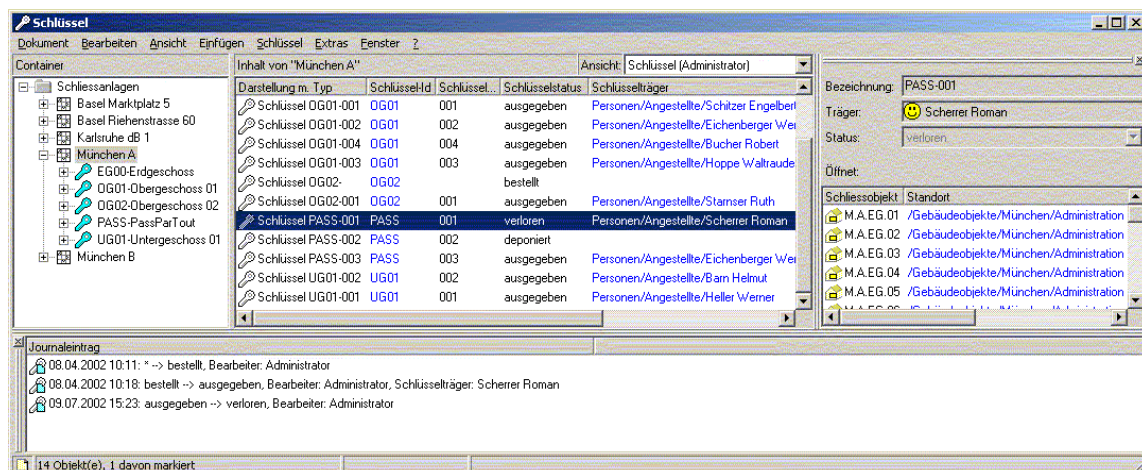 Schlüssel
Dokument Bearbeiten Ansicht Einfügen Schlüssel Extras Fenster ?
Container
Inhalt von "München A"
Ansicht: Schlüssel (Administrator)
Schliessanlagen
Basel Marktplatz 5
Basel Riehenstrasse 60
Karlsruhe dB 1
München A
EG00-Erdgeschoss
OG01-Obergeschoss 01
OG02-Obergeschoss 02
PASS-PassParTout
UG01-Untergeschoss 01
München B
Darstellung m. Typ Schlüssel-Id Schlüssel... Schlüsselstatus Schlüsselträger
Schlüssel OG01-001 OG01 001 ausgegeben Personen/Angestellte/Schitzer Engelbert
Schlüssel OG01-002 OG01 002 ausgegeben Personen/Angestellte/Eichenberger Wer
Schlüssel OG01-004 OG01 004 ausgegeben Personen/Angestellte/Bucher Robert
Schlüssel OG01-003 OG01 003 ausgegeben Personen/Angestellte/Hoppe Waltraude
Schlüssel OG02- OG02 bestellt
Schlüssel OG02-001 OG02 001 ausgegeben Personen/Angestellte/Starnser Ruth
Schlüssel PASS-001 PASS 001 verloren Personen/Angestellte/Scherrer Roman
Schlüssel PASS-002 PASS 002 deponiert
Schlüssel PASS-003 PASS 003 ausgegeben Personen/Angestellte/Eichenberger Wer
Schlüssel UG01-002 UG01 002 ausgegeben Personen/Angestellte/Barn Helmut
Schlüssel UG01-001 UG01 001 ausgegeben Personen/Angestellte/Heller Werner
Bezeichnung: PASS-001
Träger: Scherrer Roman
Status: verloren
Öffnet:
Schliessobjekt Standort
M.A.EG.01 /Gebäudeobjekte/München/Administration
M.A.EG.02 /Gebäudeobjekte/München/Administration
M.A.EG.03 /Gebäudeobjekte/München/Administration
M.A.EG.04 /Gebäudeobjekte/München/Administration
M.A.EG.05 /Gebäudeobjekte/München/Administration
Journaleintrag
08.04.2002 10:11: * --> bestellt, Bearbeiter: Administrator
08.04.2002 10:18: bestellt --> ausgegeben, Bearbeiter: Administrator, Schlüsselträger: Scherrer Roman
09.07.2002 15:23: ausgegeben --> verloren, Bearbeiter: Administrator
14 Objekt(e), 1 davon markiert